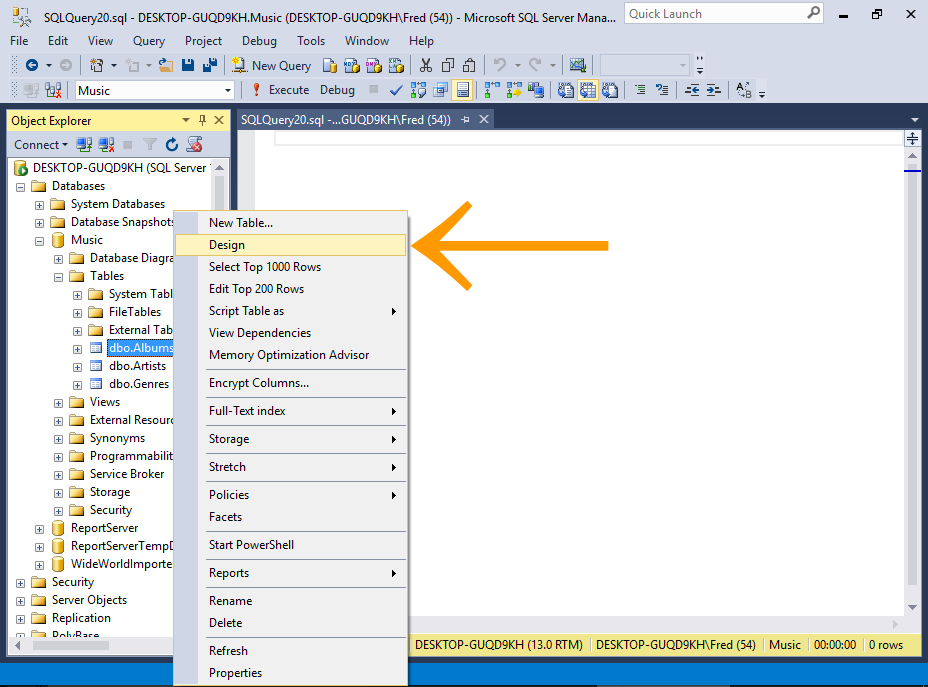 SQLQuery20.sql - DESKTOP-GUQD9KH.Music (DESKTOP-GUQD9KH\Fred (54)) - Microsoft SQL Server Mana...
Quick Launch
File Edit View Query Project Debug Tools Window Help
New Query
Music
Execute Debug
Object Explorer
SQLQuery20.sql -...GUQD9KH\Fred (54))
Connect
DESKTOP-GUQD9KH (SQL Server
Databases
System Databases
Database Snapshots
Music
Database Diagra
Tables
System Tabl
FileTables
External Tab
dbo.Albums
dbo.Artists
dbo.Genres
Views
External Resourc
Synonyms
Programmabilit
Service Broker
Storage
Security
ReportServer
ReportServerTempD
WideWorldImporte
Security
Server Objects
Replication
PolyBase
New Table...
Design
Select Top 1000 Rows
Edit Top 200 Rows
Script Table as
View Dependencies
Memory Optimization Advisor
Encrypt Columns...
Full-Text index
Storage
Stretch
Policies
Facets
Start PowerShell
Reports
Rename
Delete
Refresh
Properties
DESKTOP-GUQD9KH (13.0 RTM) DESKTOP-GUQD9KH\Fred (54) Music 00:00:00 0 rows